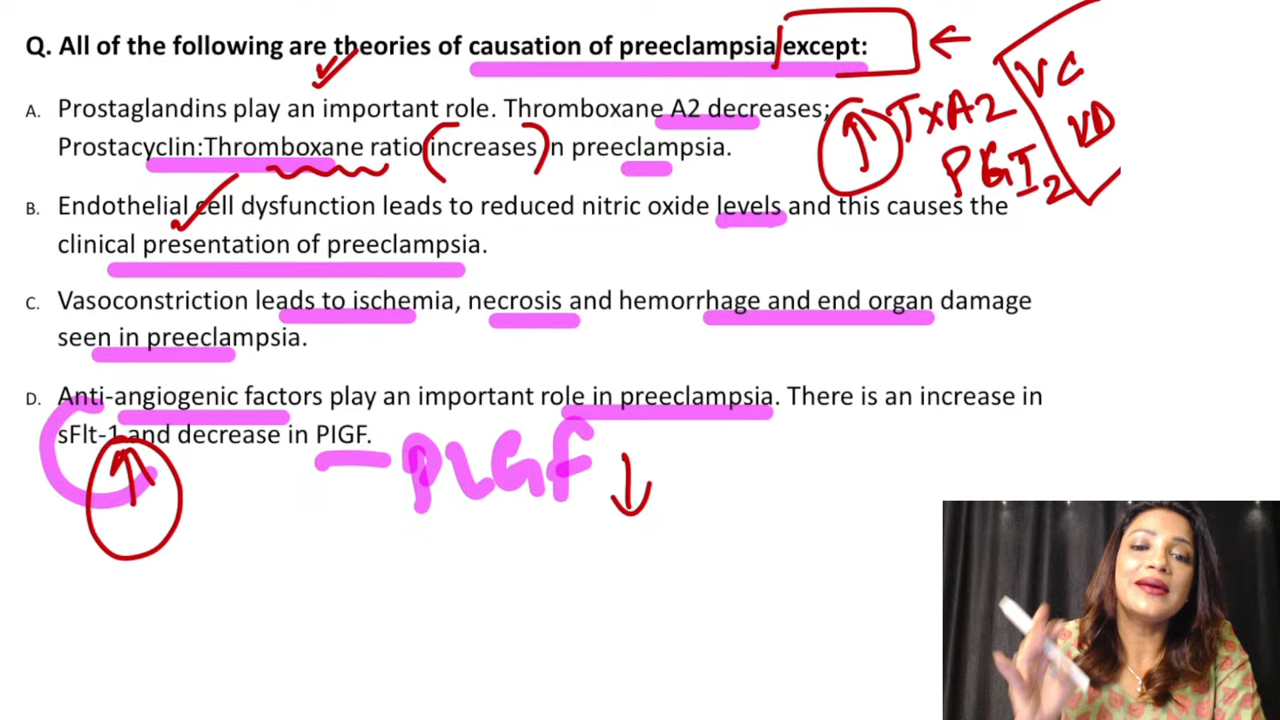 Q. All of the following are theories of causation of preeclampsia except:
A. Prostaglandins play an important role. Thromboxane A2 decreases;
Prostacyclin:Thromboxane ratio increases in preeclampsia.
↑ TxA2
PGI2
VC
VD
B. Endothelial cell dysfunction leads to reduced nitric oxide levels and this causes the
clinical presentation of preeclampsia.
C. Vasoconstriction leads to ischemia, necrosis and hemorrhage and end organ damage
seen in preeclampsia.
D. Anti-angiogenic factors play an important role in preeclampsia. There is an increase in
sFlt-1 and decrease in PIGF.
↑
PLGF ↓